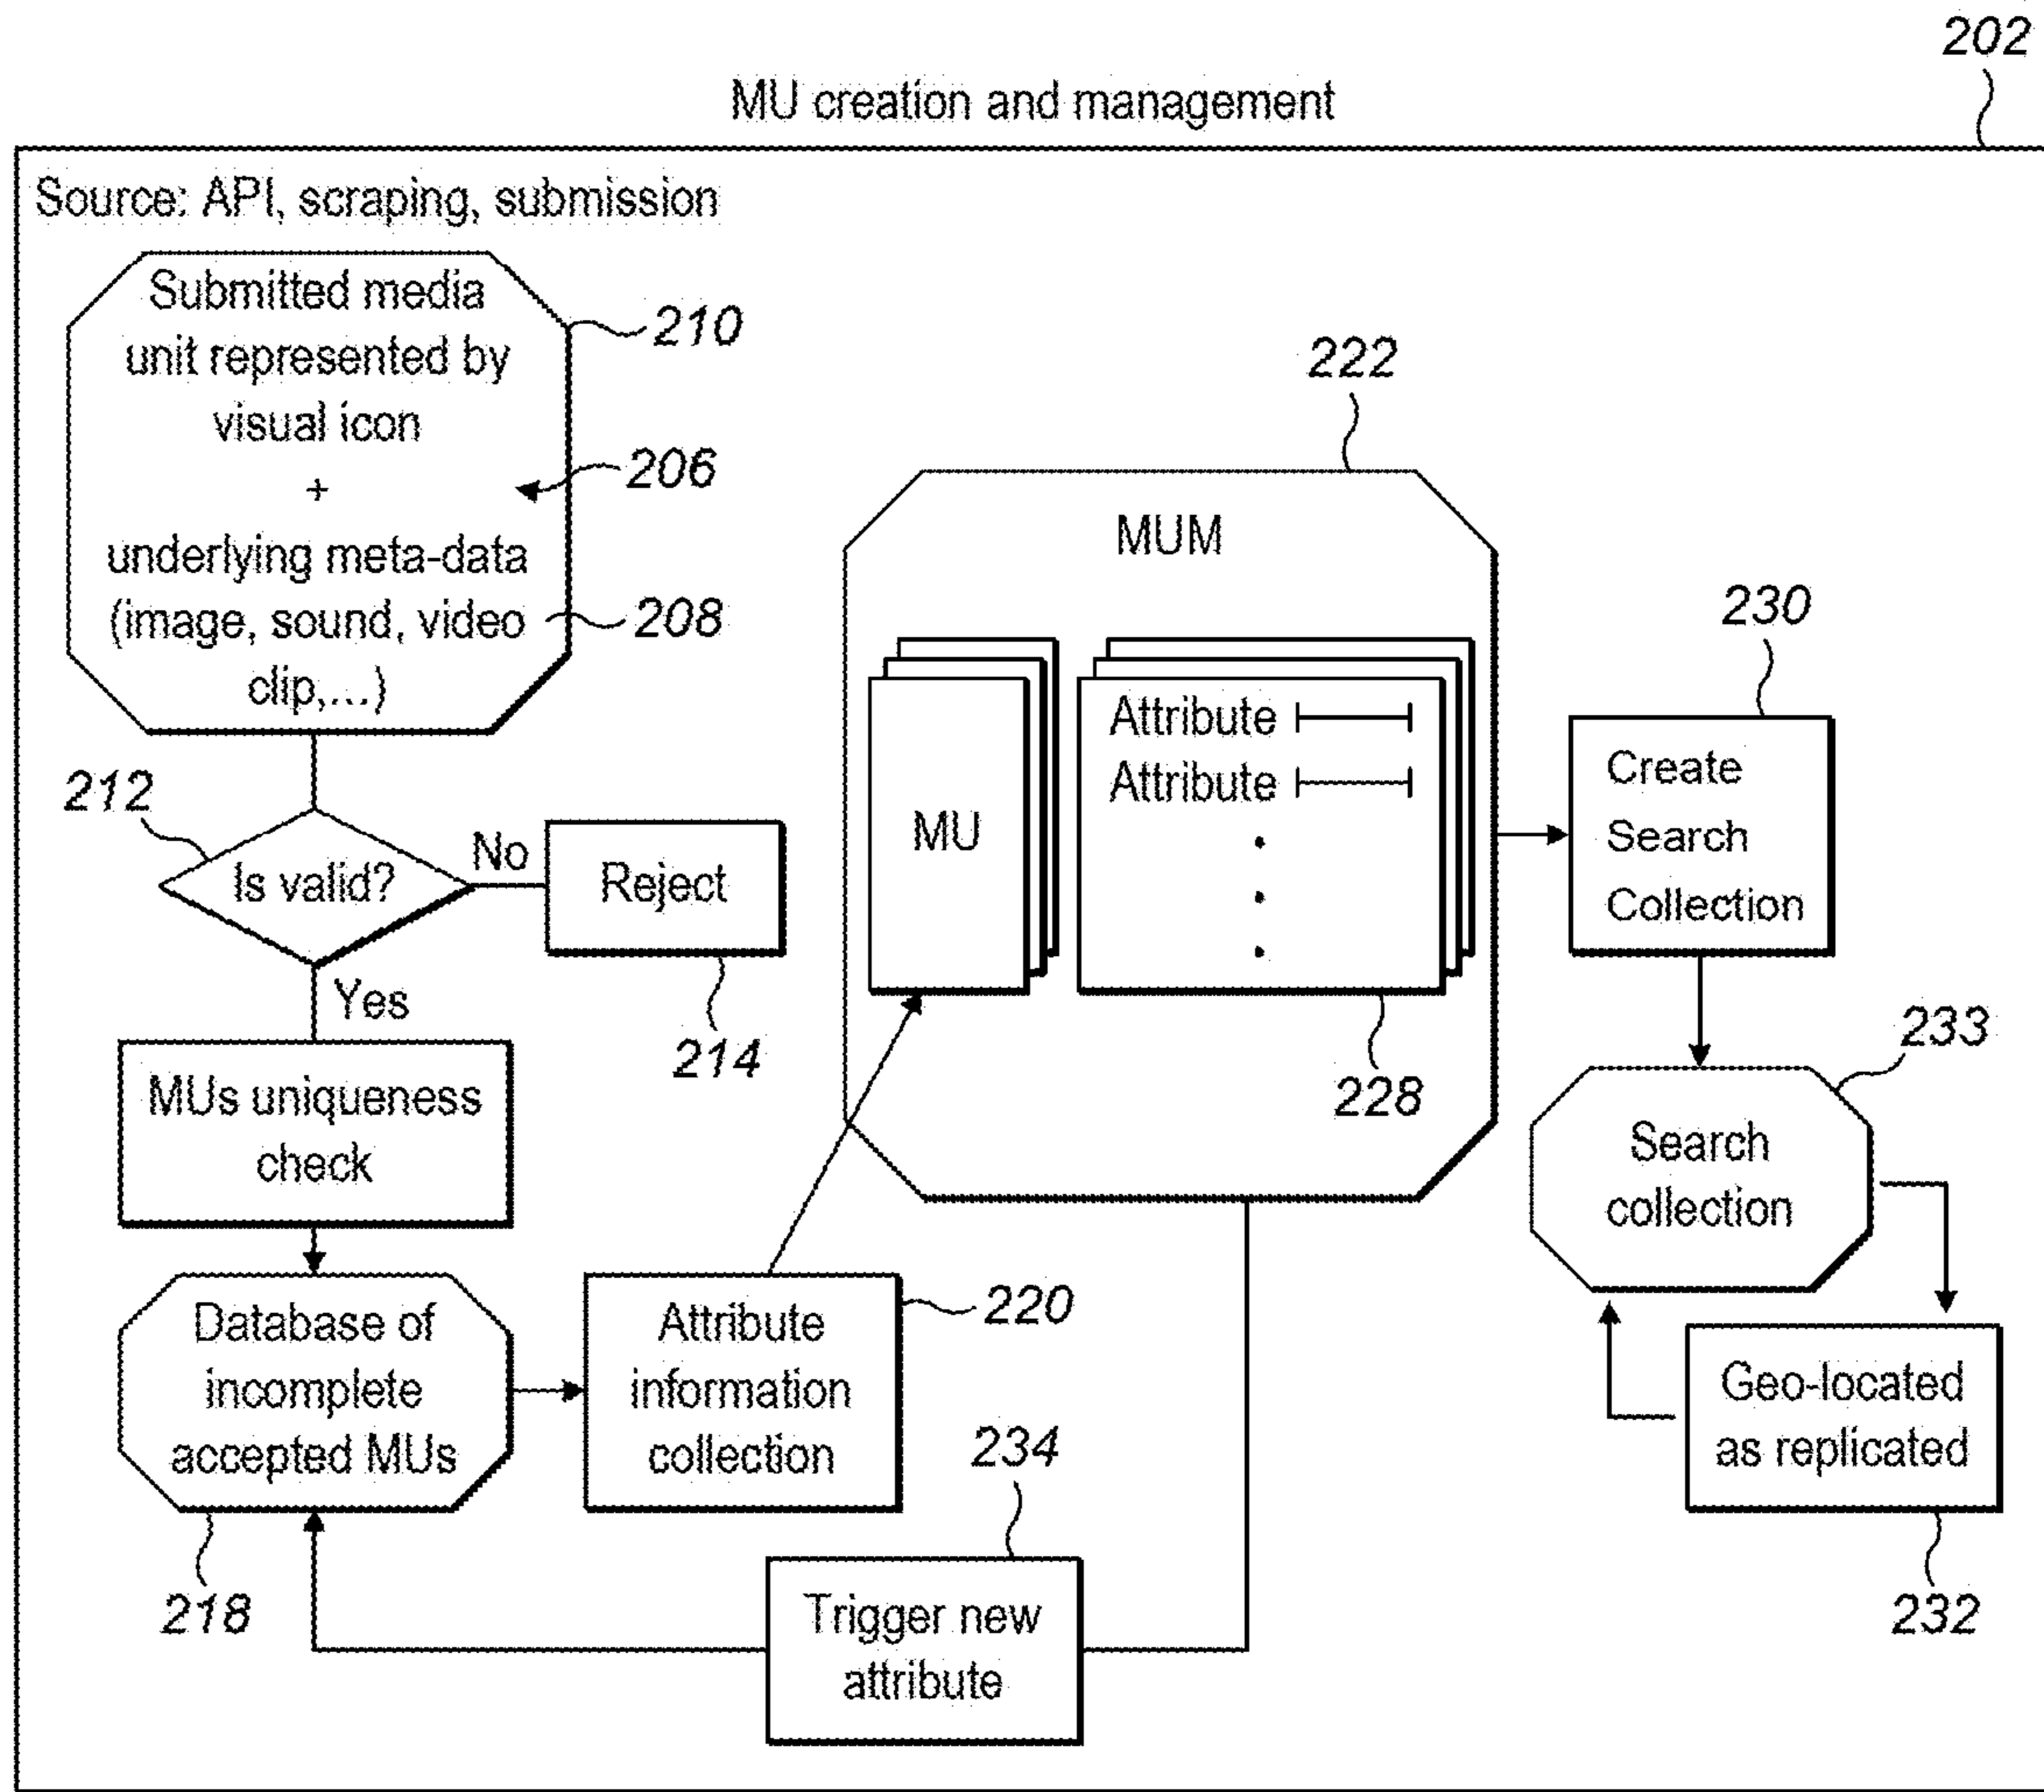 202
MU creation and management
Source: API, scraping, submission
Submitted media
unit represented by
visual icon
+
underlying meta-data
(image, sound, video
clip,...)
210
206
208
212
Is valid?
No
Reject
214
Yes
MUs uniqueness
check
Database of
incomplete
accepted MUs
218
Attribute
information
collection
220
222
MUM
MU
Attribute
Attribute
228
230
Create
Search
Collection
233
Search
collection
Geo-located
as replicated
232
234
Trigger new
attribute